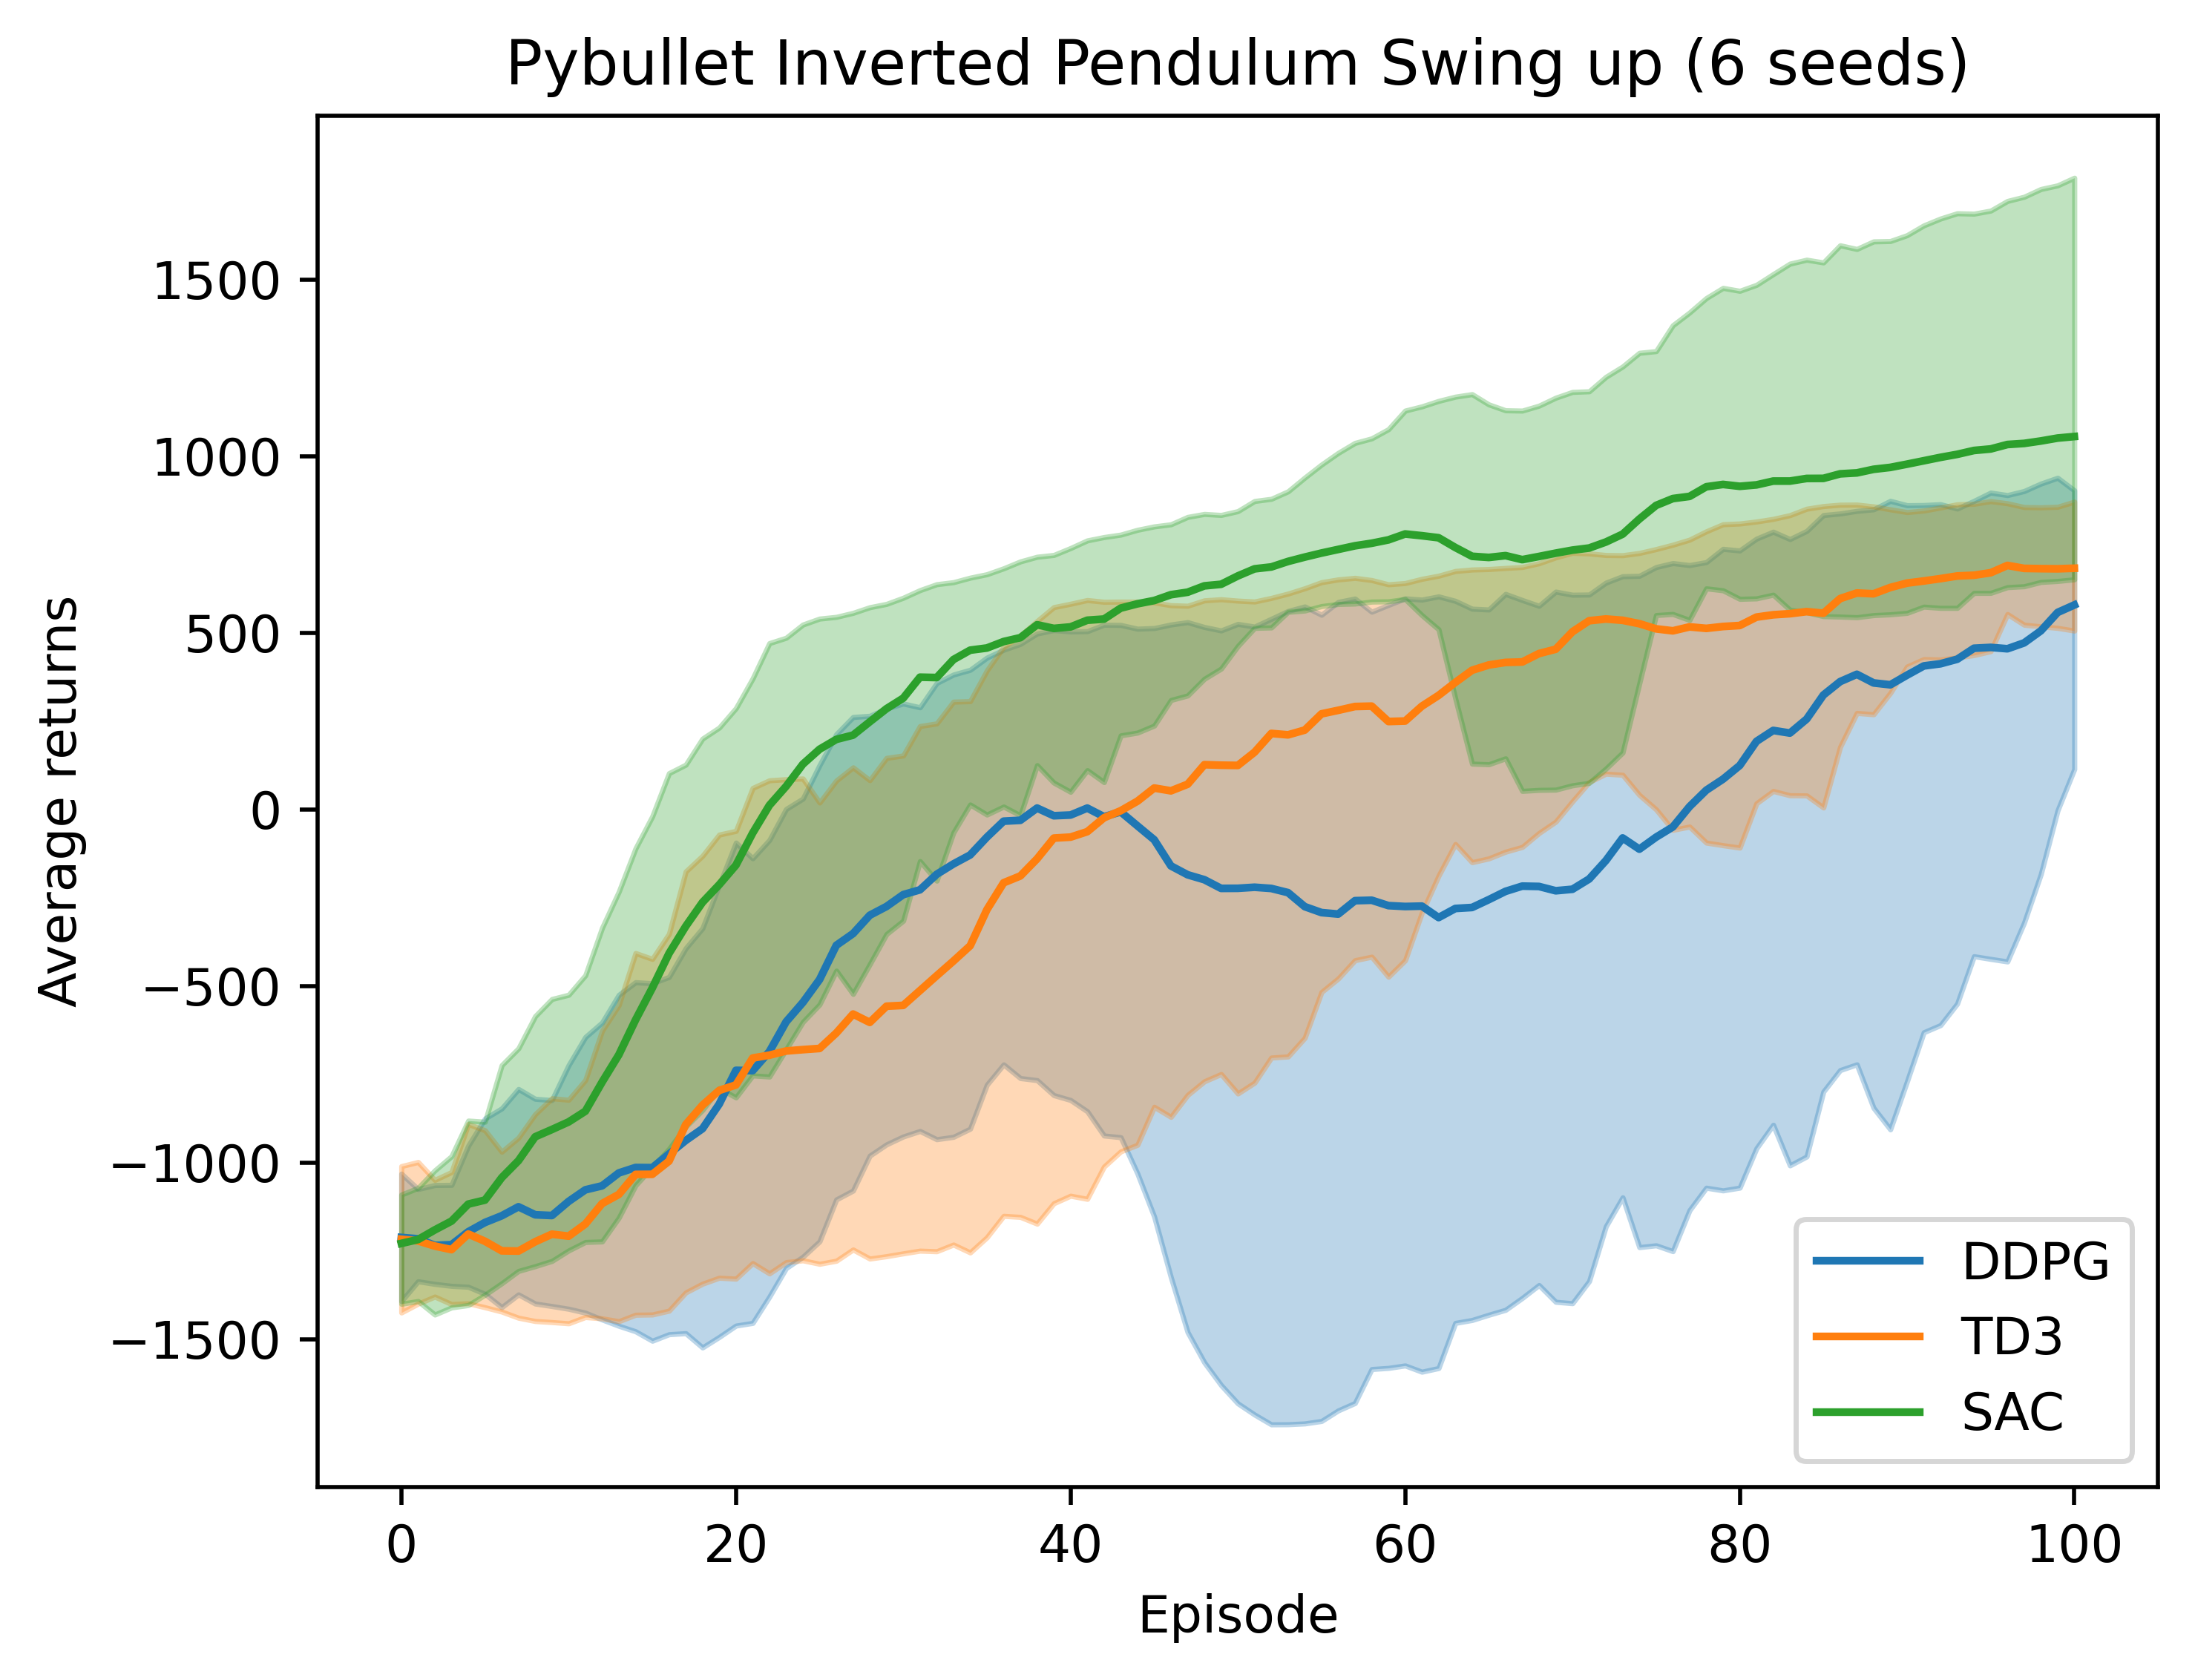 Pybullet Inverted Pendulum Swing up (6 seeds)
Average returns
1500
1000
500
0
−500
−1000
−1500
0 20 40 60 80 100
Episode
DDPG
TD3
SAC